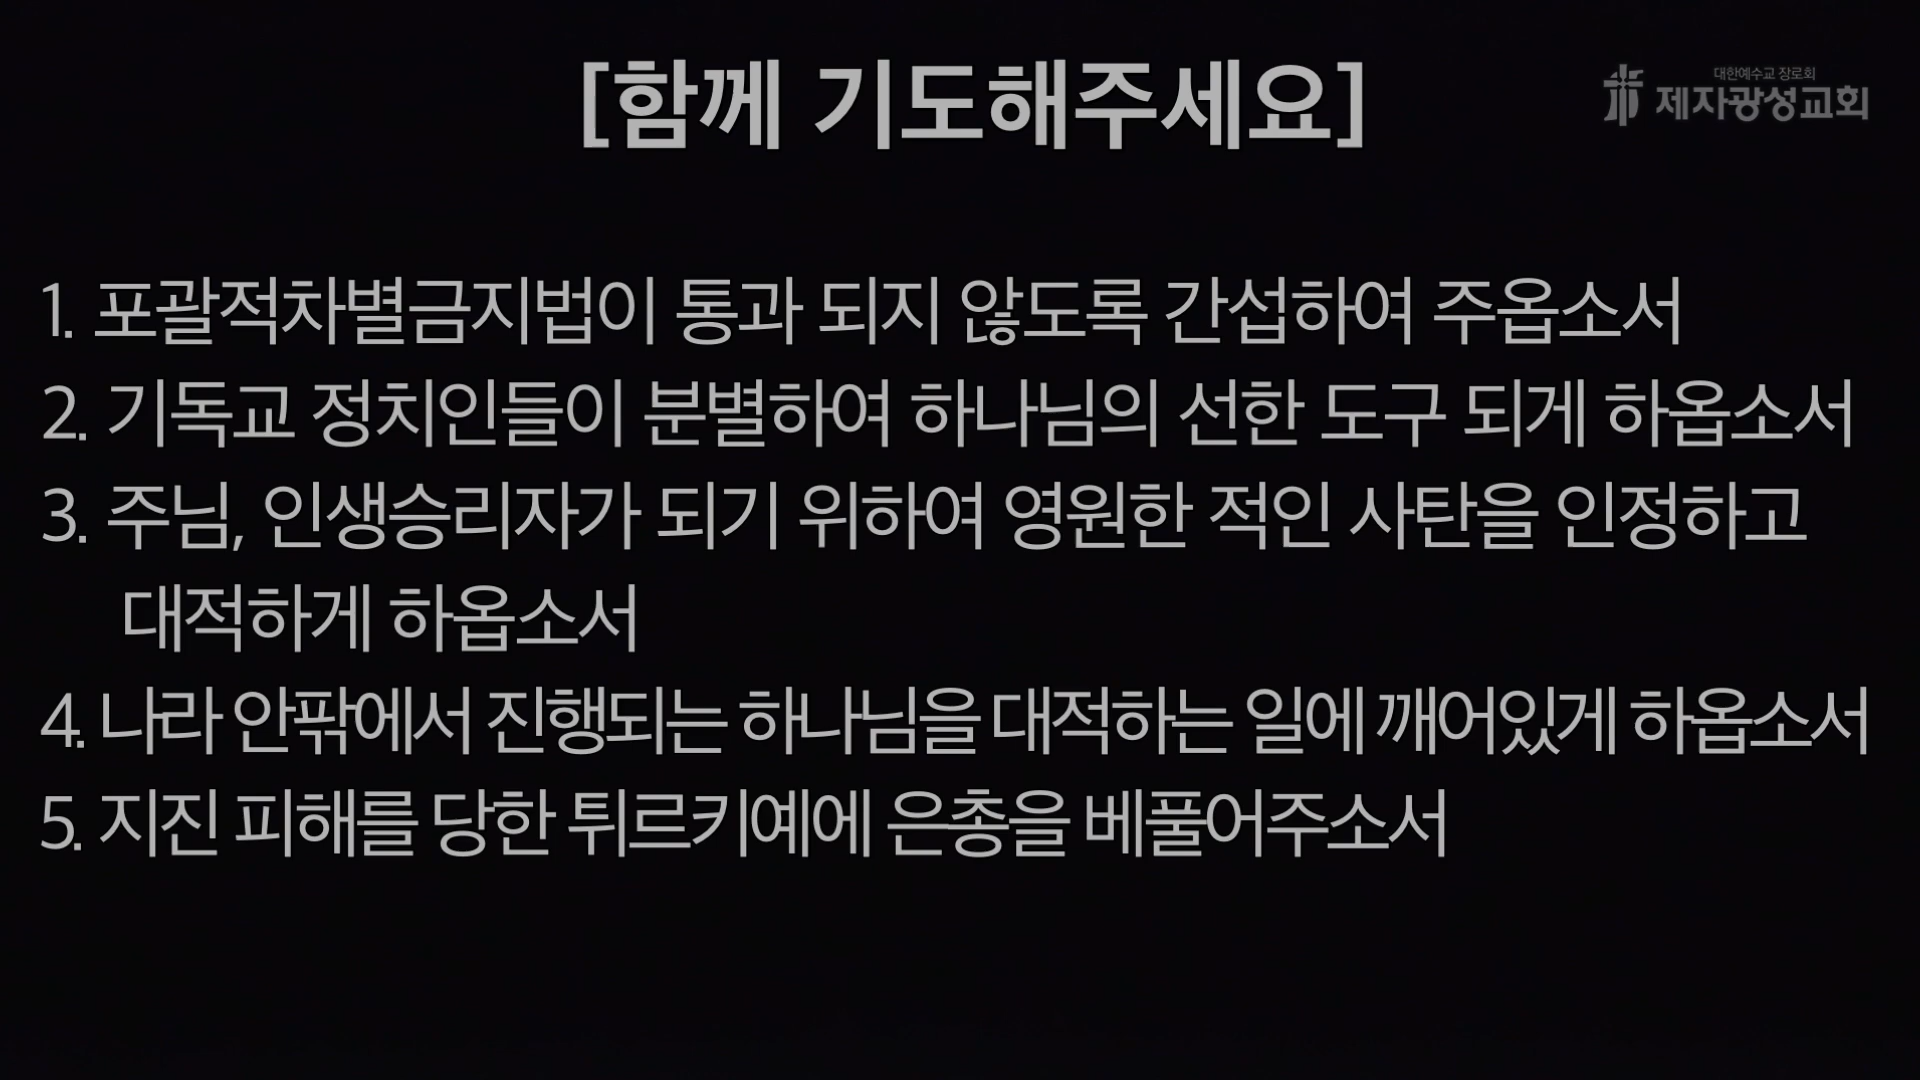 [함께 기도해주세요]
대한예수교 장로회
제자광성교회
1. 포괄적차별금지법이 통과 되지 않도록 간섭하여 주옵소서
2. 기독교 정치인들이 분별하여 하나님의 선한 도구 되게 하옵소서
3. 주님, 인생승리자가 되기 위하여 영원한 적인 사탄을 인정하고
대적하게 하옵소서
4. 나라 안팎에서 진행되는 하나님을 대적하는 일에 깨어있게 하옵소서
5. 지진 피해를 당한 튀르키예에 은총을 베풀어주소서